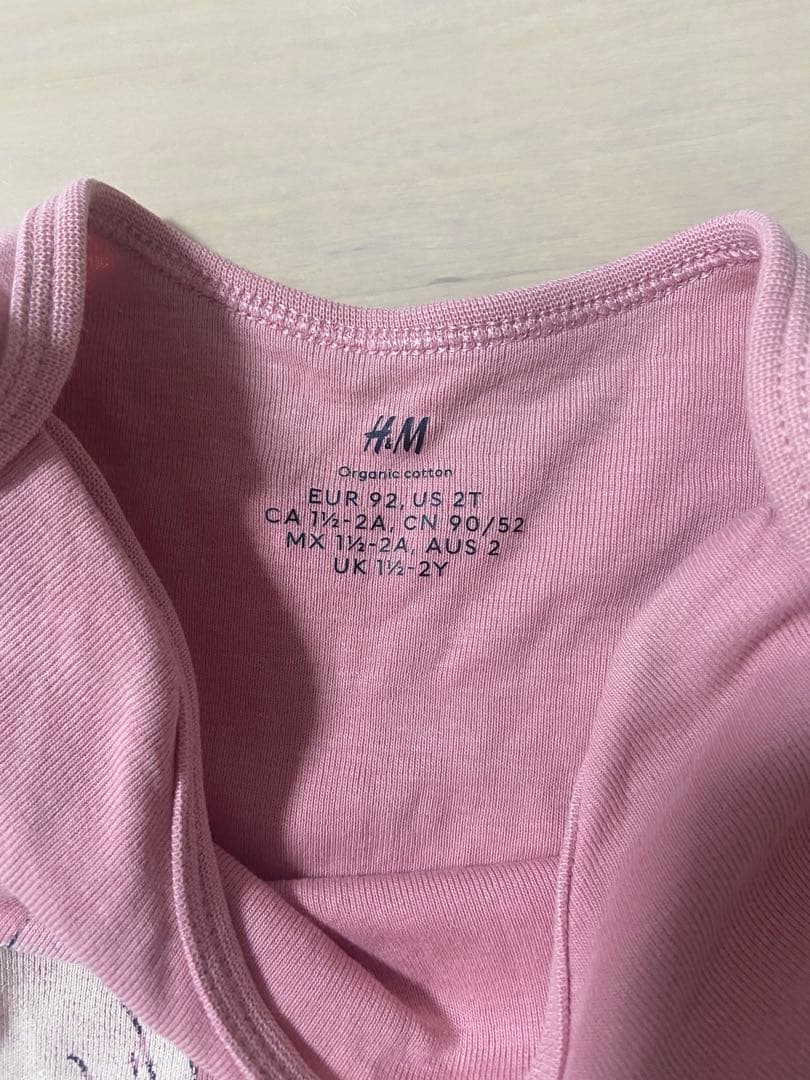 H&M
Organic cotton
EUR 92, US 2T
CA 1½-2A, CN 90/52
MX 1½-2A, AUS 2
UK 1½-2Y